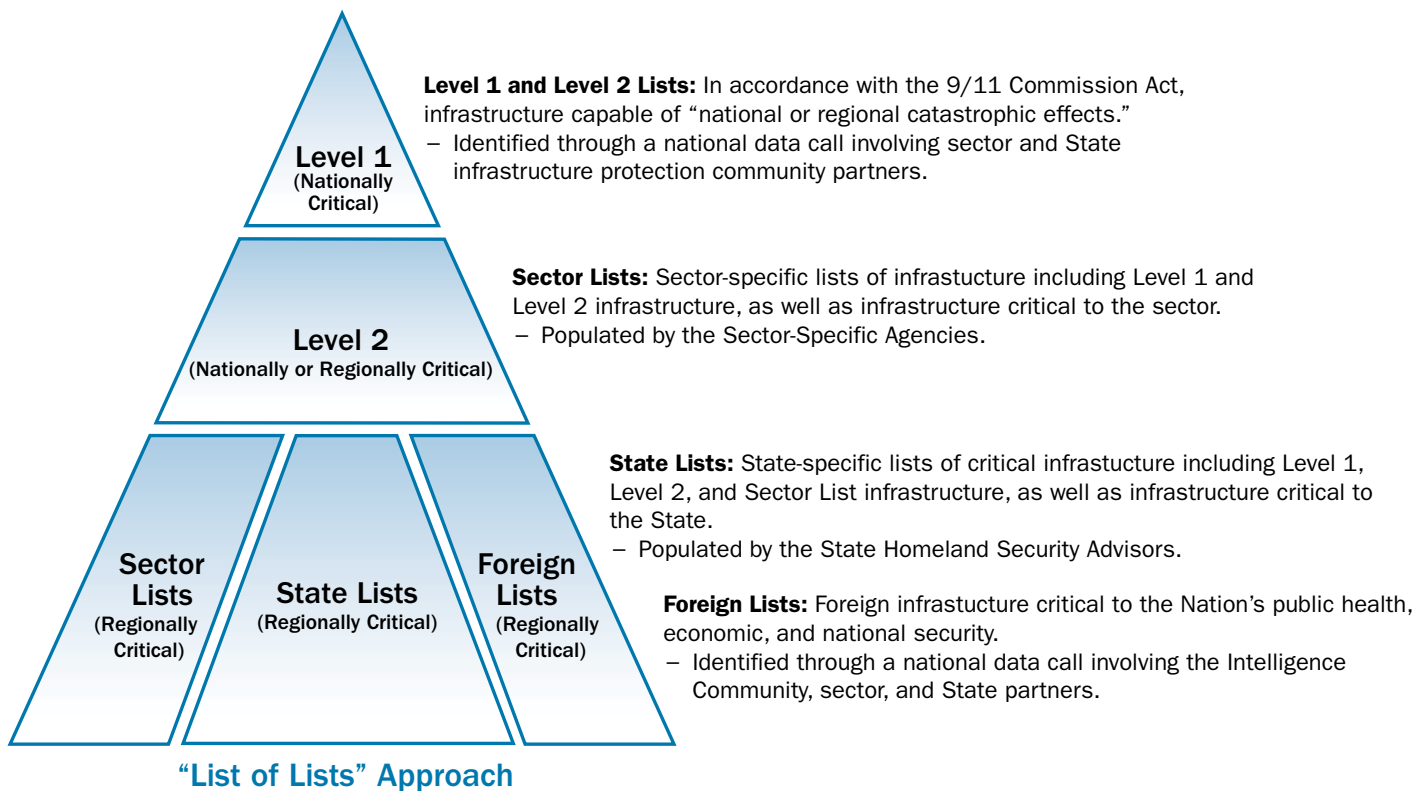 Level 1
(Nationally
Critical)
Level 1 and Level 2 Lists: In accordance with the 9/11 Commission Act,
infrastructure capable of “national or regional catastrophic effects.”
– Identified through a national data call involving sector and State
infrastructure protection community partners.
Level 2
(Nationally or Regionally Critical)
Sector Lists: Sector-specific lists of infrastucture including Level 1 and
Level 2 infrastructure, as well as infrastructure critical to the sector.
– Populated by the Sector-Specific Agencies.
Sector
Lists
(Regionally
Critical)
State Lists
(Regionally Critical)
Foreign
Lists
(Regionally
Critical)
State Lists: State-specific lists of critical infrastucture including Level 1,
Level 2, and Sector List infrastructure, as well as infrastructure critical to
the State.
– Populated by the State Homeland Security Advisors.
Foreign Lists: Foreign infrastucture critical to the Nation’s public health,
economic, and national security.
– Identified through a national data call involving the Intelligence
Community, sector, and State partners.
“List of Lists” Approach